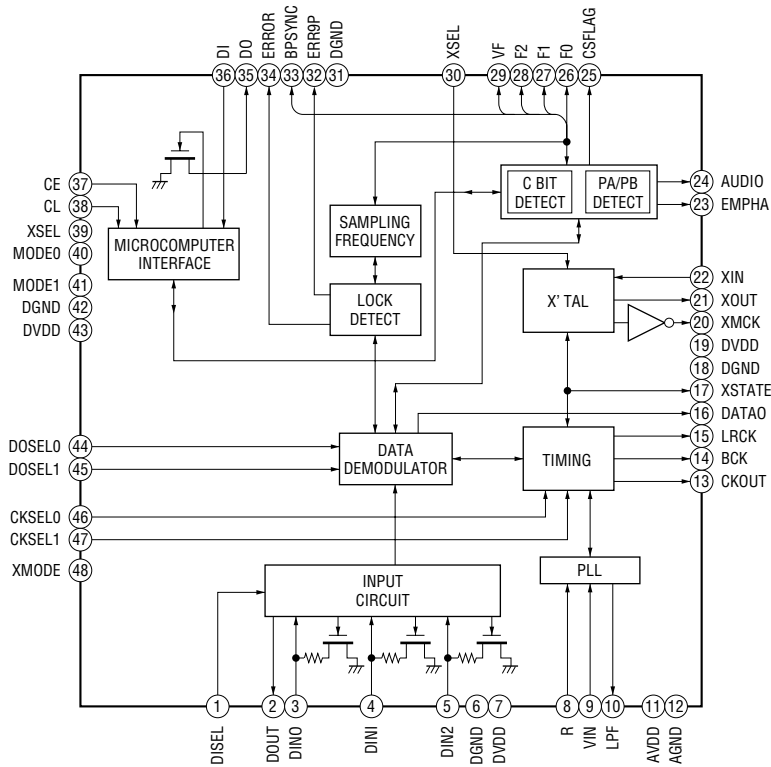 DI
DO
ERROR
BPSYNC
ERR9P
DGND
XSEL
VF
F2
F1
F0
CSFLAG
36
35
34
33
32
31
30
29
28
27
26
25
CE 37
CL 38
XSEL 39
MODE0 40
MODE1 41
DGND 42
DVDD 43
DOSEL0 44
DOSEL1 45
CKSEL0 46
CKSEL1 47
XMODE 48
MICROCOMPUTER
INTERFACE
SAMPLING
FREQUENCY
LOCK
DETECT
C BIT
DETECT
PA/PB
DETECT
X' TAL
DATA
DEMODULATOR
TIMING
INPUT
CIRCUIT
PLL
24 AUDIO
23 EMPHA
22 XIN
21 XOUT
20 XMCK
19 DVDD
18 DGND
17 XSTATE
16 DATAO
15 LRCK
14 BCK
13 CKOUT
1
2
3
4
5
6
7
8
9
10
11
12
DISEL
DOUT
DINO
DINI
DIN2
DGND
DVDD
R
VIN
LPF
AVDD
AGND